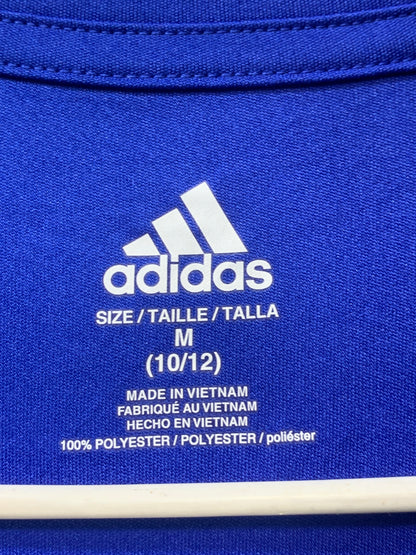 adidas
SIZE / TAILLE / TALLA
M
(10/12)
MADE IN VIETNAM
FABRIQUÉ AU VIETNAM
HECHO EN VIETNAM
100% POLYESTER / POLYESTER / poliéster